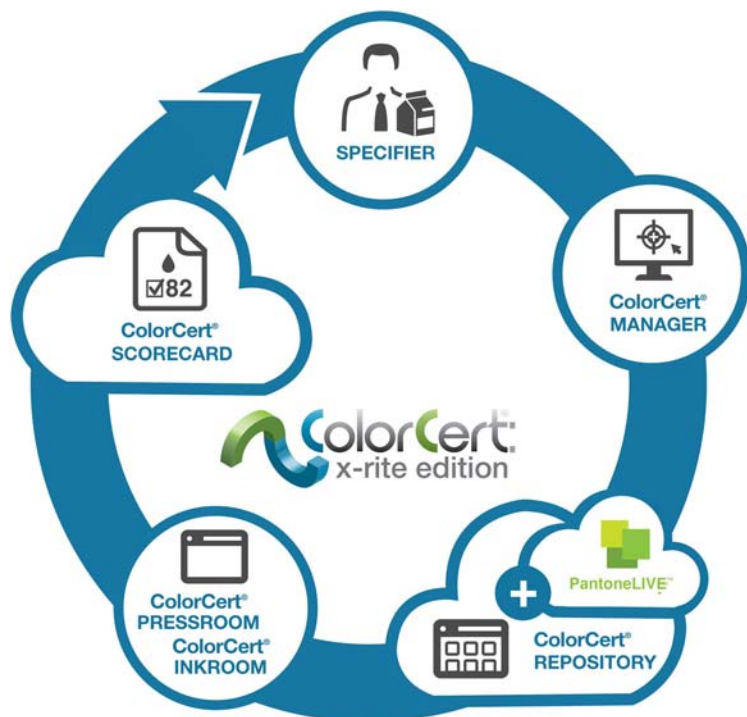 SPECIFIER
ColorCert®
MANAGER
82
ColorCert®
SCORECARD
ColorCert:®
x-rite edition
PantoneLIVE™
ColorCert®
REPOSITORY
ColorCert®
PRESSROOM
ColorCert®
INKROOM